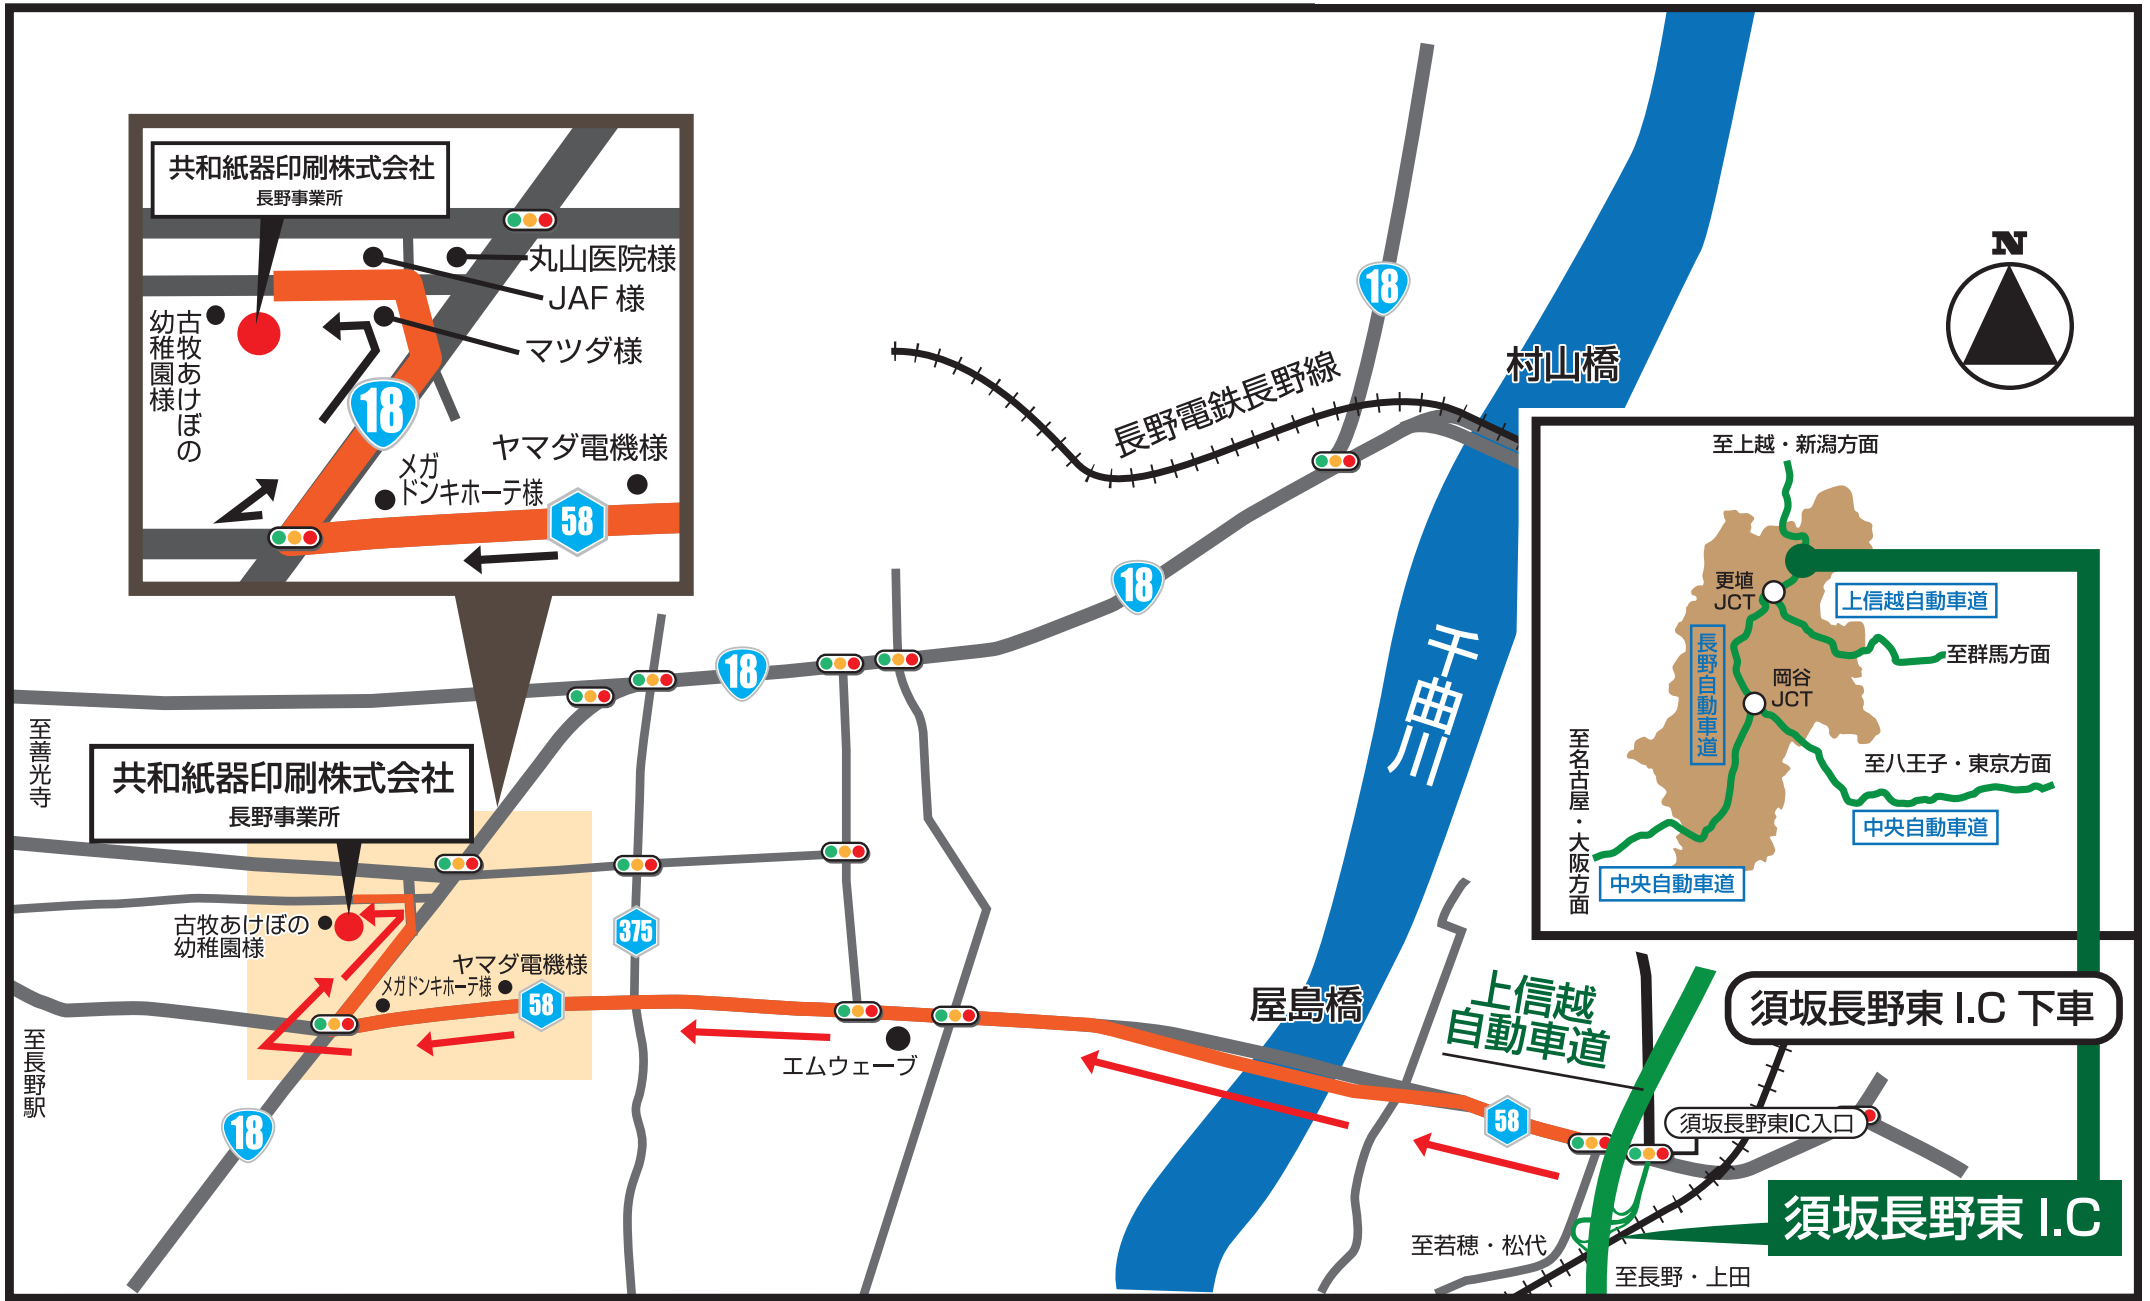 共和紙器印刷株式会社
長野事業所
丸山医院様
JAF 様
マツダ様
古牧あけぼの
幼稚園様
18
ヤマダ電機様
メガ
ドンキホーテ様
58
18
N
村山橋
長野電鉄長野線
18
18
千曲川
至上越・新潟方面
更埴
JCT
上信越自動車道
長野自動車道
至群馬方面
岡谷
JCT
至八王子・東京方面
中央自動車道
至名古屋・大阪方面
中央自動車道
至善光寺
共和紙器印刷株式会社
長野事業所
古牧あけぼの
幼稚園様
ヤマダ電機様
メガドンキホーテ様
58
375
至長野駅
18
エムウェーブ
屋島橋
上信越
自動車道
須坂長野東 I.C 下車
58
須坂長野東IC入口
須坂長野東 I.C
至若穂・松代
至長野・上田